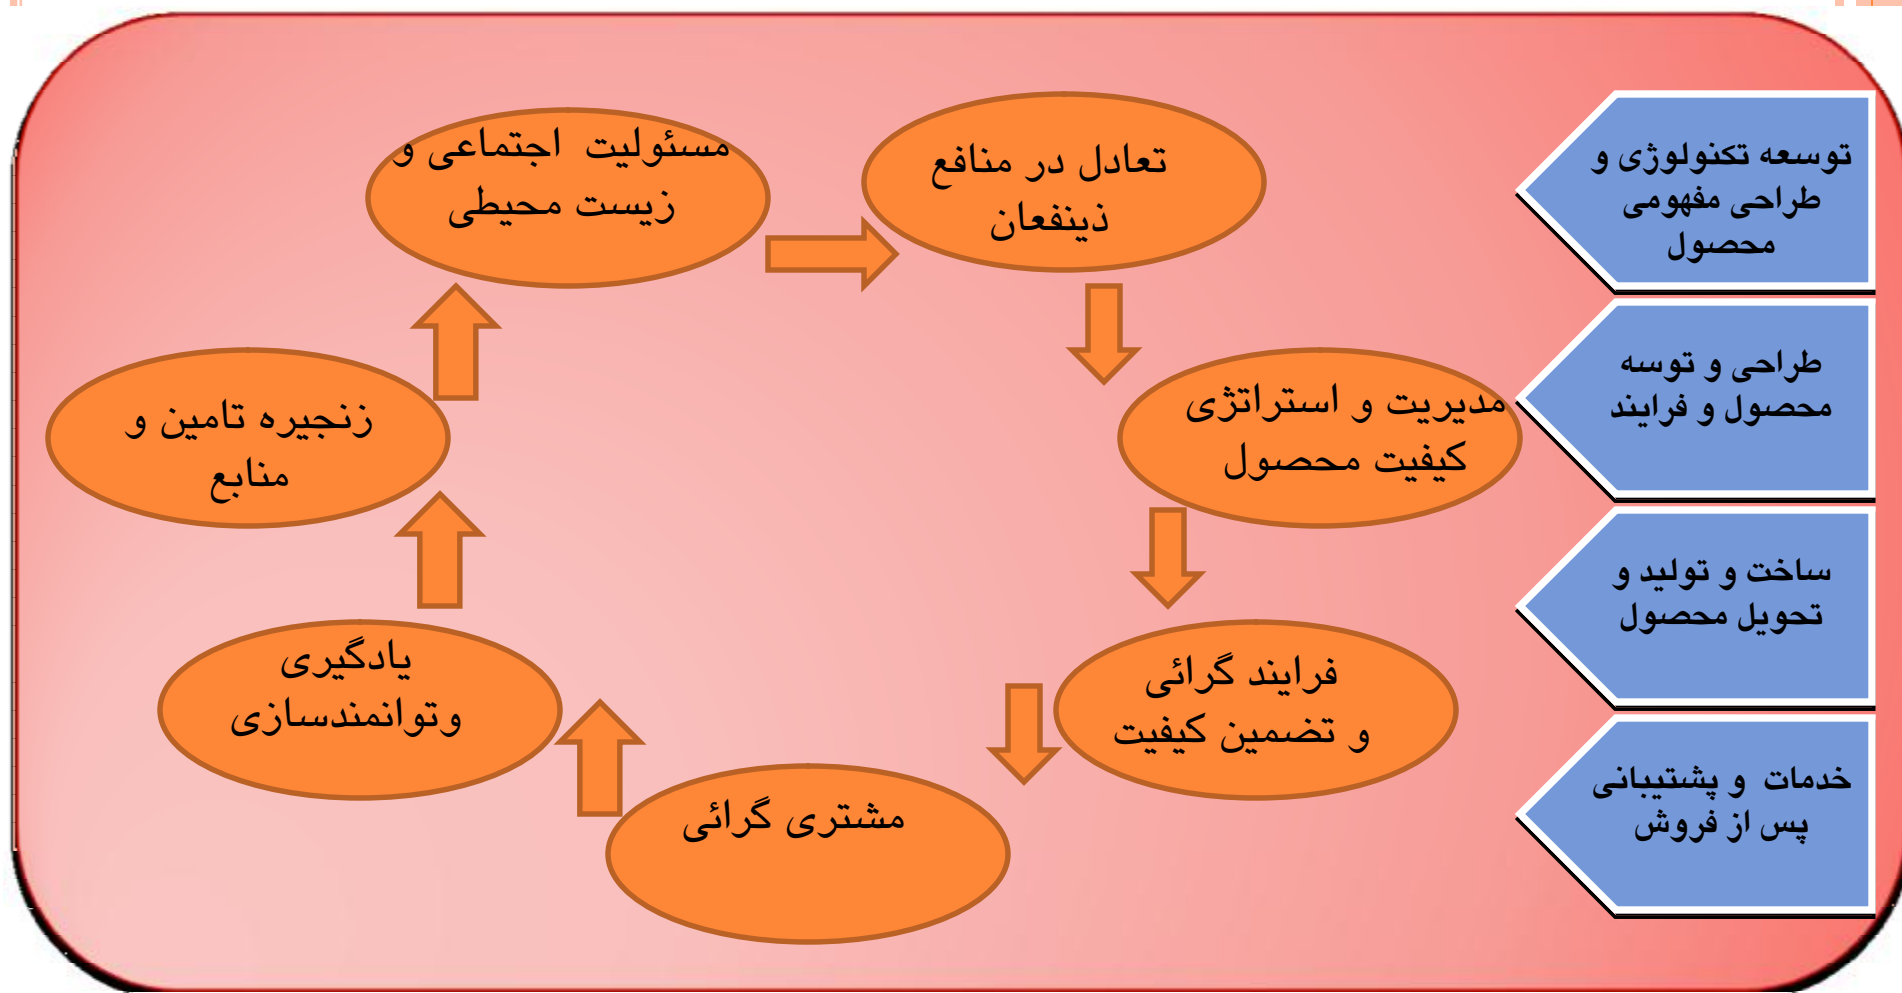 توسعه تکنولوژی و
طراحی مفهومی
محصول
طراحی و توسه
محصول و فرایند
ساخت و تولید و
تحویل محصول
خدمات و پشتیبانی
پس از فروش
تعادل در منافع
ذینفعان
مدیریت و استراتژی
کیفیت محصول
فرایند گرائی
و تضمین کیفیت
مشتری گرائی
یادگیری
وتوانمندسازی
زنجیره تامین و
منابع
مسئولیت اجتماعی و
زیست محیطی